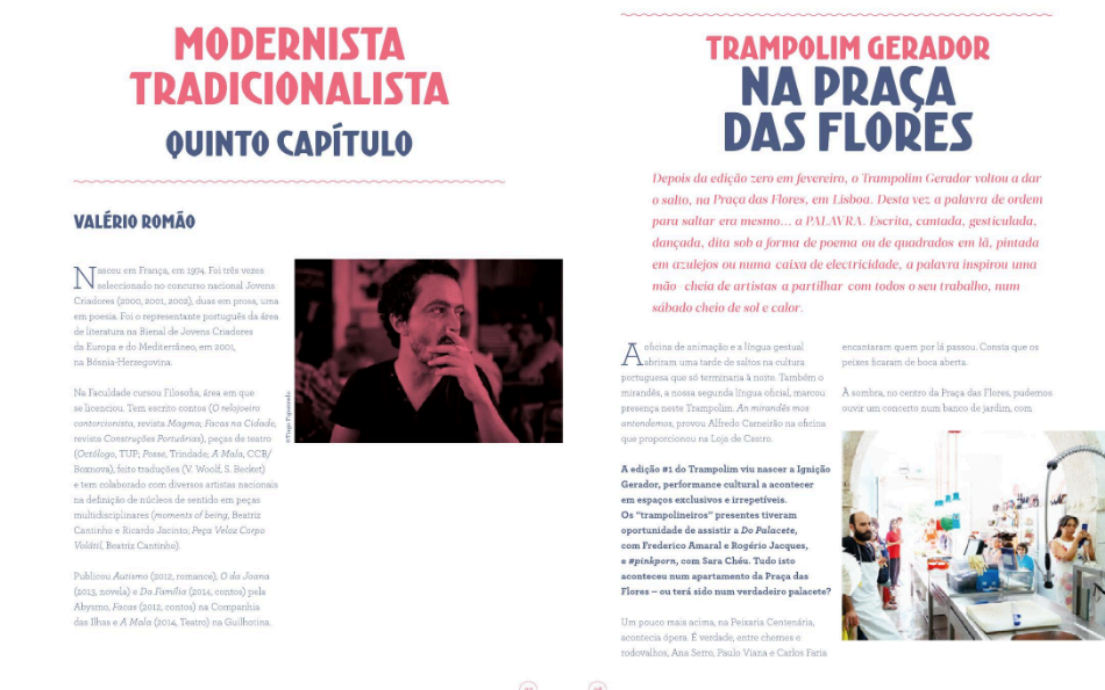 MODERNISTA
TRADICIONALISTA
QUINTO CAPÍTULO
VALÉRIO ROMÃO
Nasceu em França, em 1974. Foi três vezes
seleccionado no concurso nacional Jovens
Criadores (2000, 2001, 2002), duas em prosa, uma
em poesia. Foi o representante português da área
de literatura na Bienal de Jovens Criadores
da Europa e do Mediterrâneo, em 2001,
na Bósnia-Herzegovina.
Na Faculdade cursou Filosofia, área em que
se licenciou. Tem escrito contos (O relojoeiro
contorcionista, revista Magma, Facas na Cidade,
revista Construções Portuárias), peças de teatro
(Octólogo, TUP; Posse, Trindade; A Mala, CCB/
Boxnova), feito traduções (V. Woolf, S. Becket)
e tem colaborado com diversos artistas nacionais
na definição de núcleos de sentido em peças
multidisciplinares (moments of being, Beatriz
Cantinho e Ricardo Jacinto; Peça Veloz Corpo
Volátil, Beatriz Cantinho).
Publicou Autismo (2012, romance), O da Joana
(2013, novela) e Da Família (2014, contos) pela
Abysmo, Facas (2012, contos) na Companhia
das Ilhas e A Mala (2014, Teatro) na Guilhotina.
©Tiago Figueiredo
TRAMPOLIM GERADOR
NA PRAÇA
DAS FLORES
Depois da edição zero em fevereiro, o Trampolim Gerador voltou a dar
o salto, na Praça das Flores, em Lisboa. Desta vez a palavra de ordem
para saltar era mesmo... a PALAVRA. Escrita, cantada, gesticulada,
dançada, dita sob a forma de poema ou de quadrados em lã, pintada
em azulejos ou numa caixa de electricidade, a palavra inspirou uma
mão-cheia de artistas a partilhar com todos o seu trabalho, num
sábado cheio de sol e calor.
A oficina de animação e a língua gestual
abriram uma tarde de saltos na cultura
portuguesa que só terminaria à noite. Também o
mirandês, a nossa segunda língua oficial, marcou
presença neste Trampolim. An mirandés mos
antendemos, provou Alfredo Cameirão na oficina
que proporcionou na Loja de Castro.
A edição #1 do Trampolim viu nascer a Ignição
Gerador, performance cultural a acontecer
em espaços exclusivos e irrepetíveis.
Os "trampolineiros" presentes tiveram
oportunidade de assistir a Do Palacete,
com Frederico Amaral e Rogério Jacques,
e #pinkporn, com Sara Chéu. Tudo isto
aconteceu num apartamento da Praça das
Flores – ou terá sido num verdadeiro palacete?
Um pouco mais acima, na Peixaria Centenária,
acontecia ópera. É verdade, entre chernes e
rodovalhos, Ana Serro, Paulo Viana e Carlos Faria
encantaram quem por lá passou. Consta que os
peixes ficaram de boca aberta.
À sombra, no centro da Praça das Flores, pudemos
ouvir um concerto num banco de jardim, com